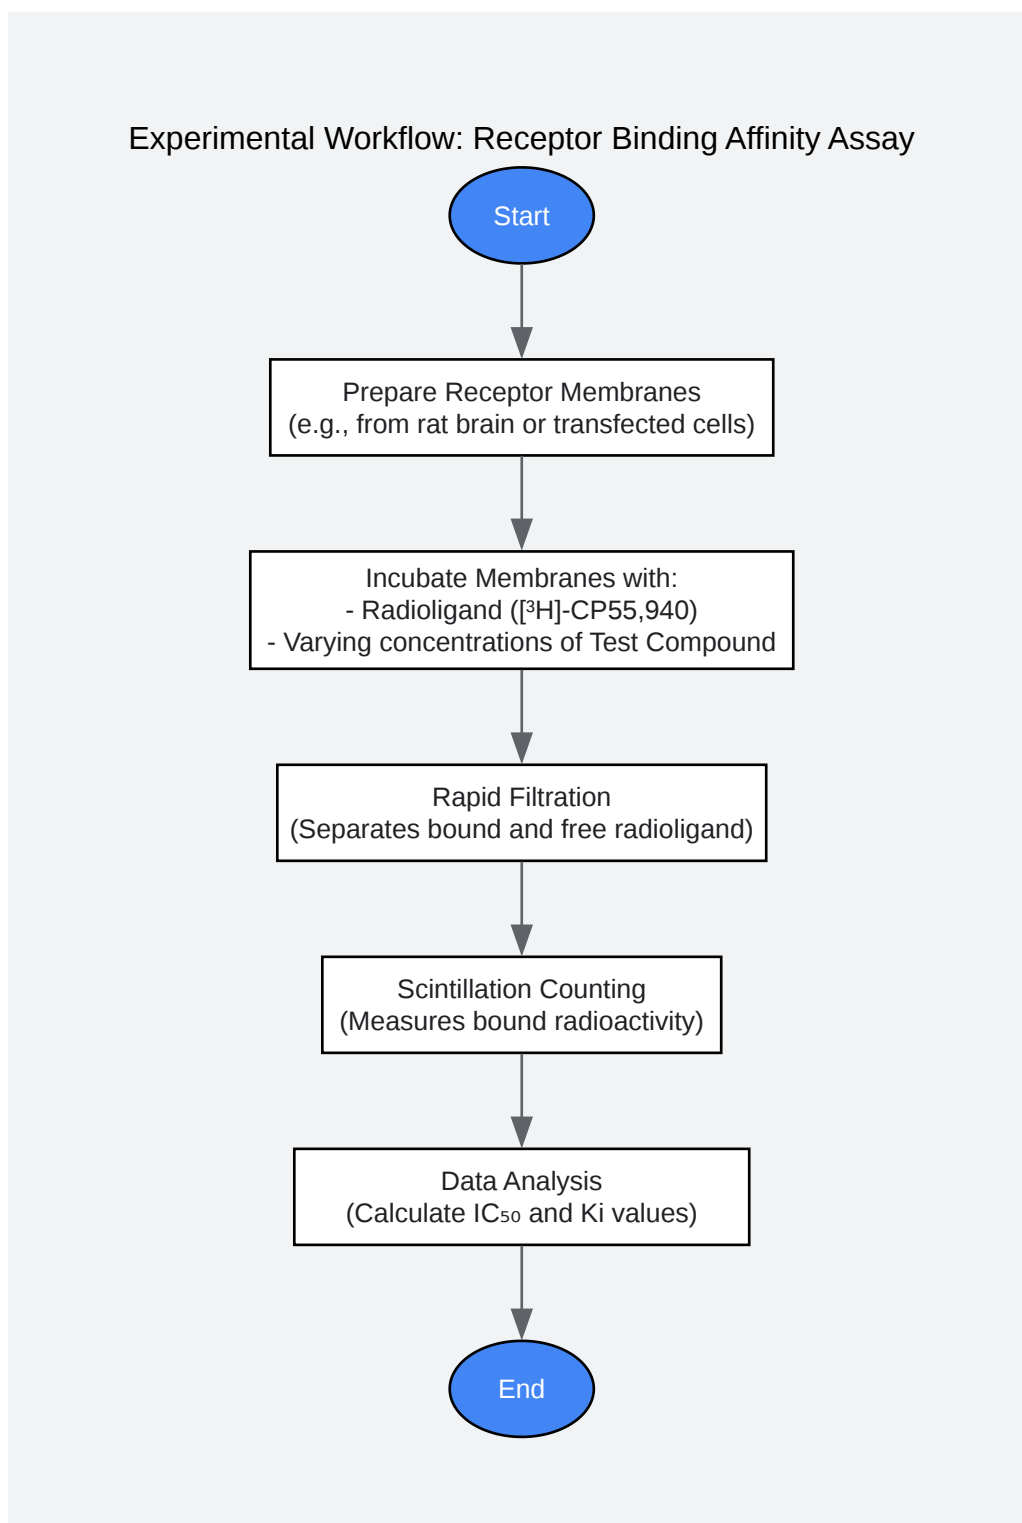 Experimental Workflow: Receptor Binding Affinity Assay
Start
Prepare Receptor Membranes
(e.g., from rat brain or transfected cells)
Incubate Membranes with:
- Radioligand ([³H]-CP55,940)
- Varying concentrations of Test Compound
Rapid Filtration
(Separates bound and free radioligand)
Scintillation Counting
(Measures bound radioactivity)
Data Analysis
(Calculate IC₅₀ and Ki values)
End